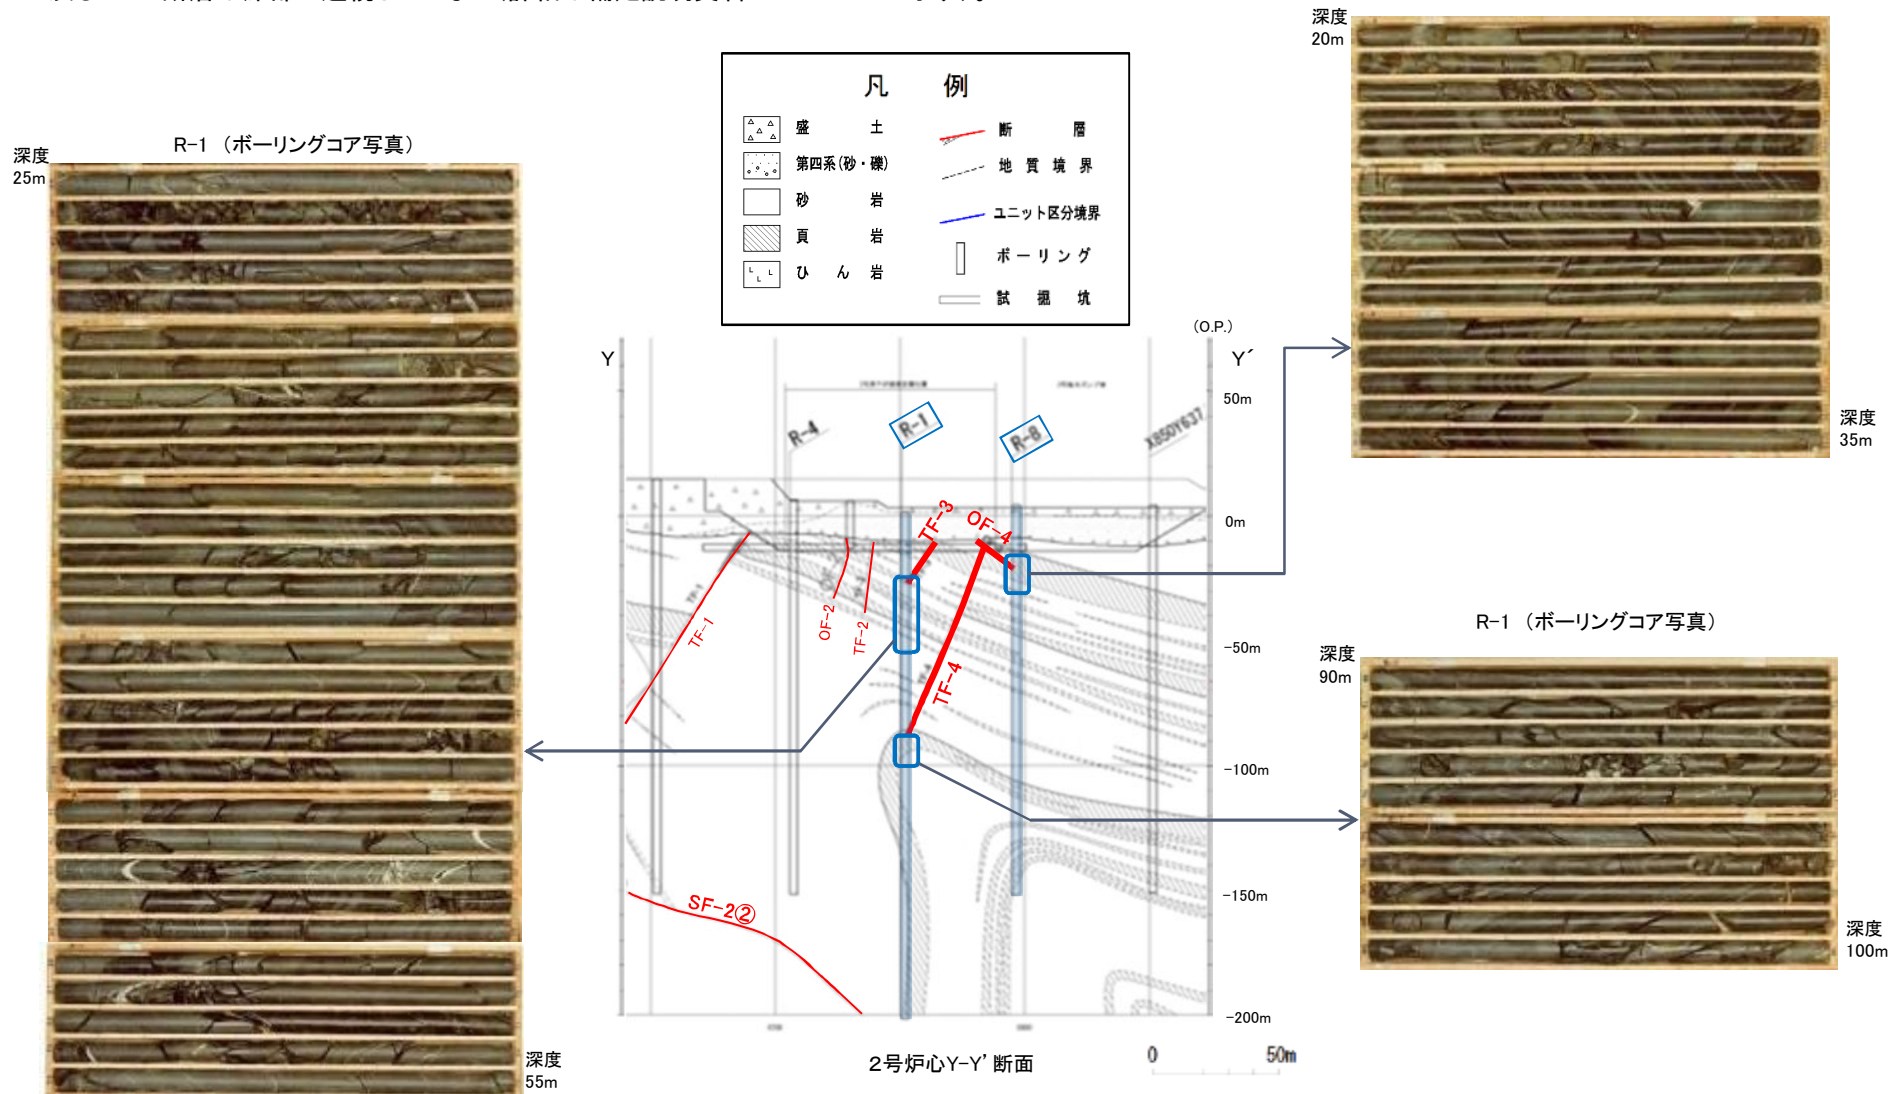 深度
20m
深度
35m
凡 例
盛 土
第四系(砂・礫)
砂 岩
頁 岩
ひ ん 岩
断 層
地 質 境 界
ユニット区分境界
ボ ー リ ン グ
試 掘 坑
R-1 (ボーリングコア写真)
深度
25m
深度
55m
Y
(O.P.)
Y´
50m
0m
-50m
-100m
-150m
-200m
R-4
R-1
R-8
X850Y637
TF-3
OF-4
TF-1
OF-2
TF-2
TF-4
SF-2②
2号炉心Y-Y’断面
0 50m
R-1 (ボーリングコア写真)
深度
90m
深度
100m